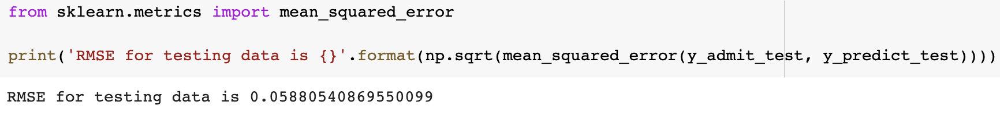 from sklearn.metrics import mean_squared_error
print('RMSE for testing data is {}'.format(np.sqrt(mean_squared_error(y_admit_test, y_predict_test))))
RMSE for testing data is 0.05880540869550099